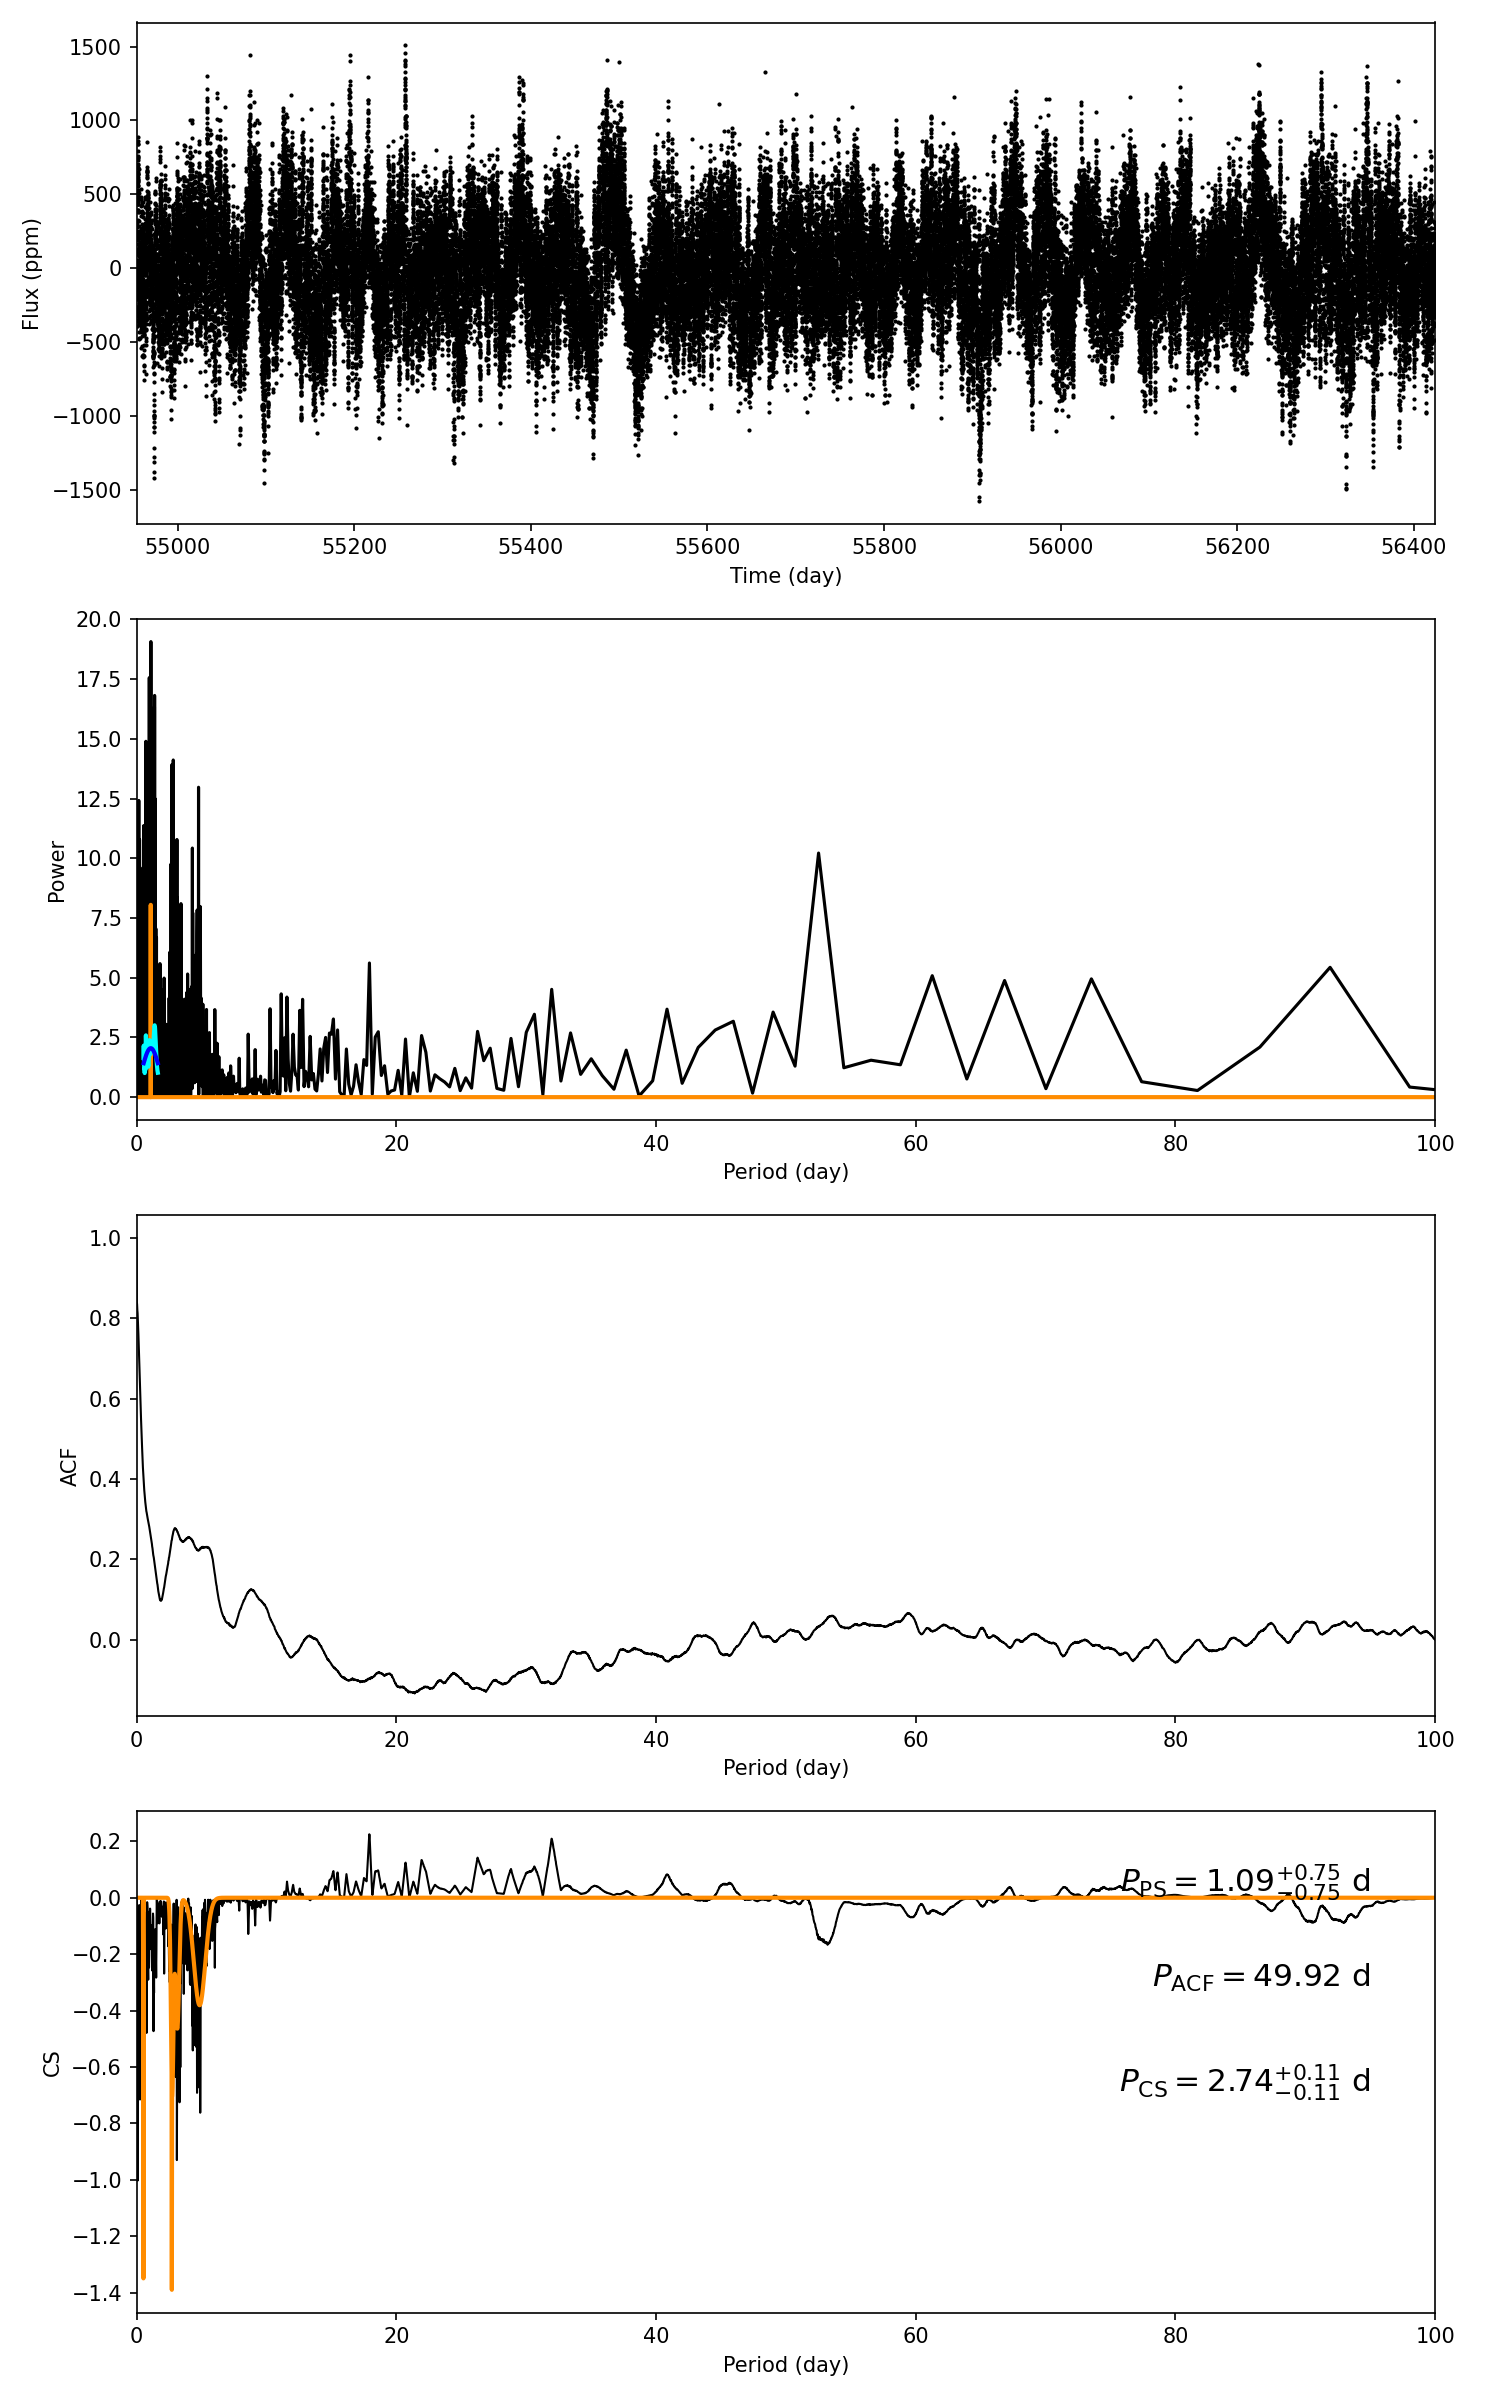 1500
1000
500
0
−500
−1000
−1500
Flux (ppm)
55000 55200 55400 55600 55800 56000 56200 56400
Time (day)
20.0
17.5
15.0
12.5
10.0
7.5
5.0
2.5
0.0
Power
0 20 40 60 80 100
Period (day)
1.0
0.8
0.6
0.4
0.2
0.0
ACF
0 20 40 60 80 100
Period (day)
0.2
0.0
−0.2
−0.4
−0.6
−0.8
−1.0
−1.2
−1.4
CS
P_PS = 1.09^{+0.75}_{−0.75} d
P_ACF = 49.92 d
P_CS = 2.74^{+0.11}_{−0.11} d
0 20 40 60 80 100
Period (day)